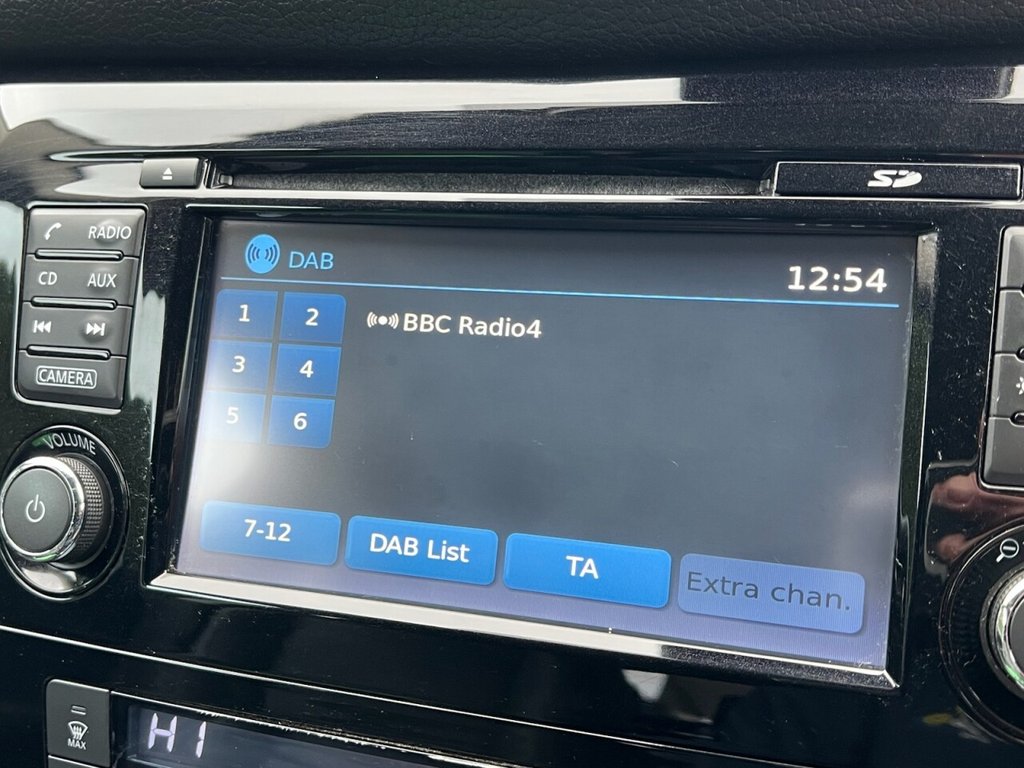 SD
RADIO
CD AUX
CAMERA
VOLUME
DAB
12:54
1 2
BBC Radio4
3 4
5 6
7-12 DAB List TA Extra chan.
MAX
HI